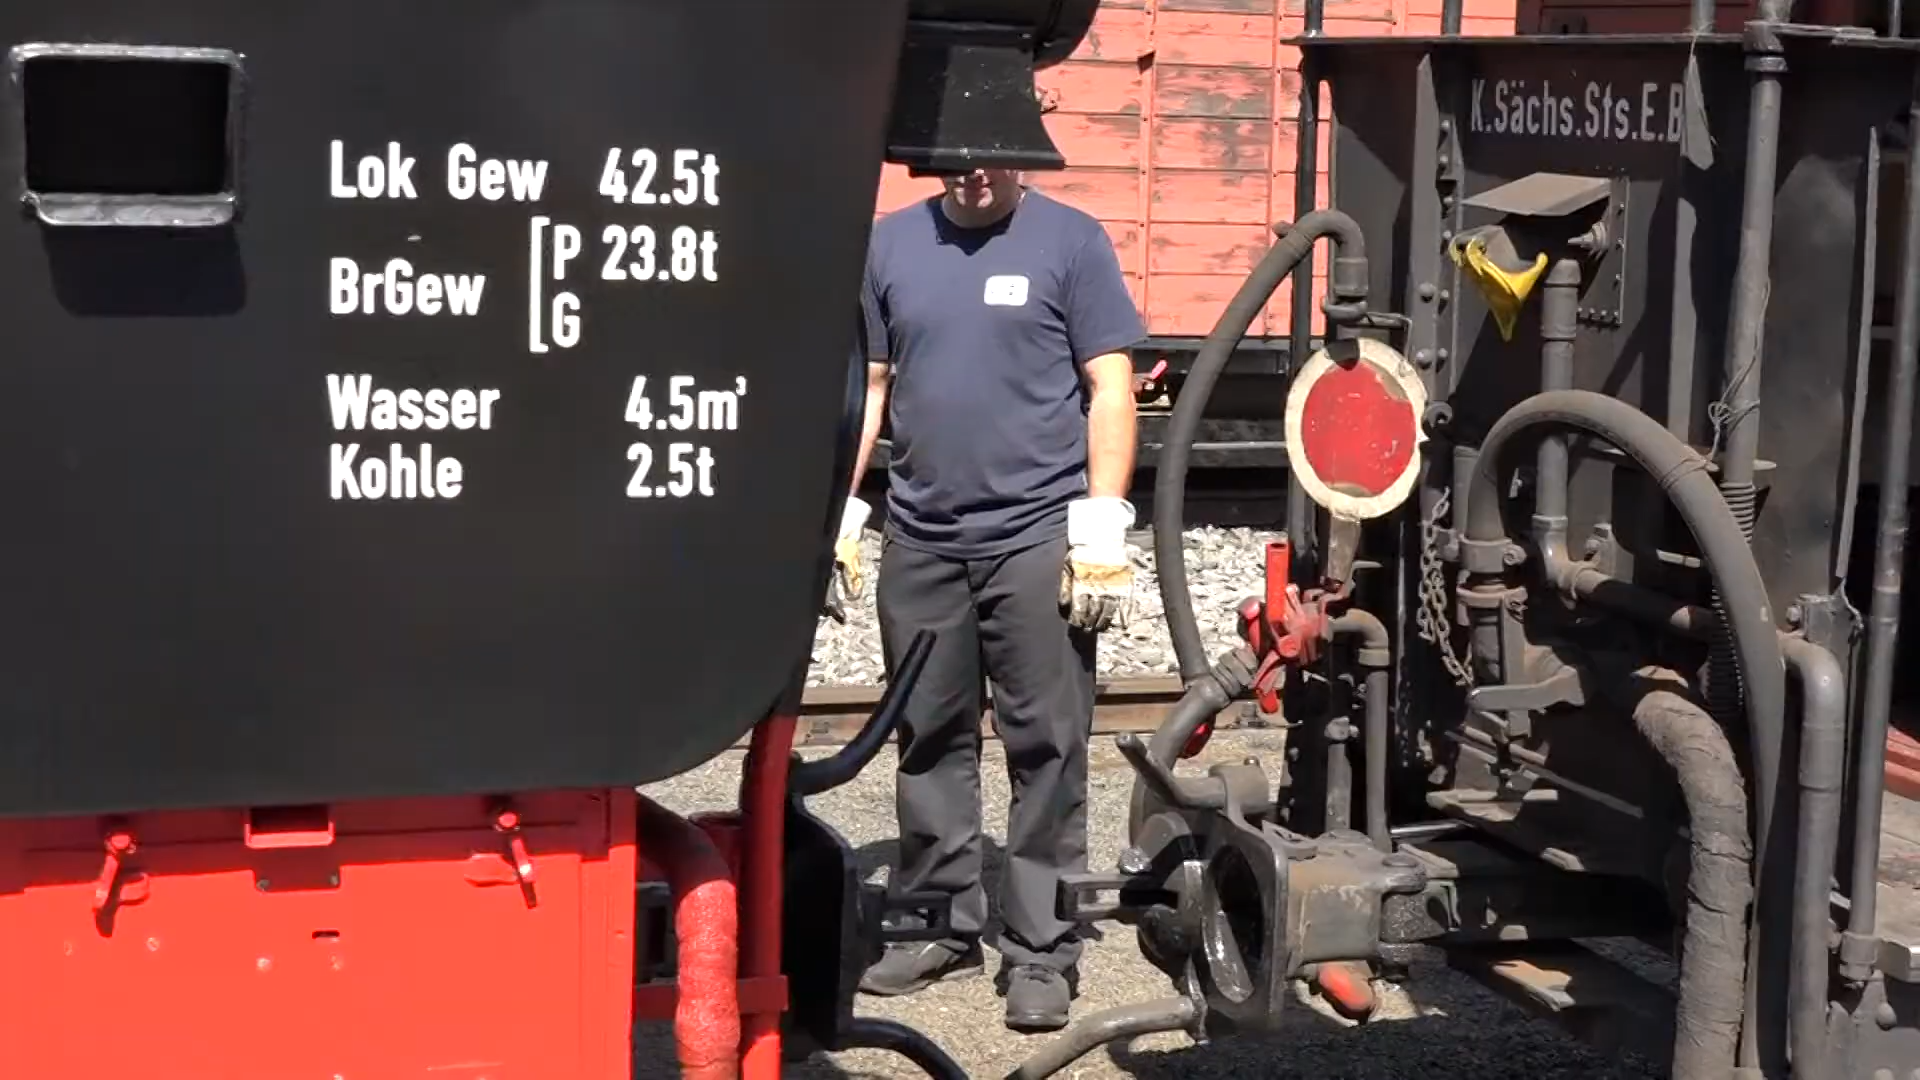 Lok Gew 42.5t
BrGew [P 23.8t
G
Wasser 4.5m³
Kohle 2.5t
K.Sächs.Sts.E.B